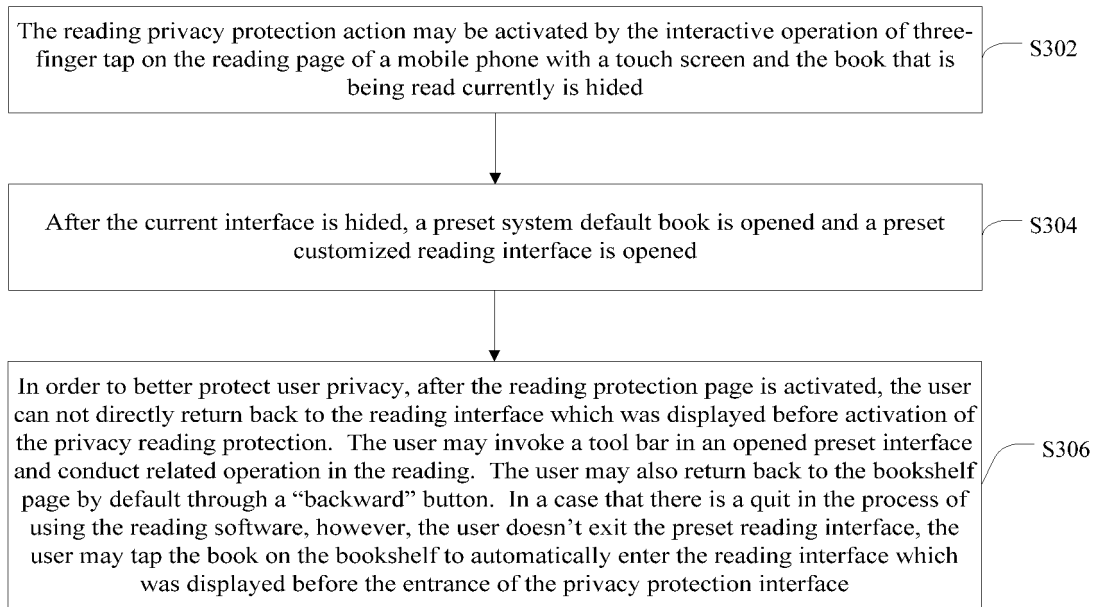 The reading privacy protection action may be activated by the interactive operation of three-
finger tap on the reading page of a mobile phone with a touch screen and the book that is
being read currently is hided
S302
After the current interface is hided, a preset system default book is opened and a preset
customized reading interface is opened
S304
In order to better protect user privacy, after the reading protection page is activated, the user
can not directly return back to the reading interface which was displayed before activation of
the privacy reading protection. The user may invoke a tool bar in an opened preset interface
and conduct related operation in the reading. The user may also return back to the bookshelf
page by default through a “backward” button. In a case that there is a quit in the process of
using the reading software, however, the user doesn’t exit the preset reading interface, the
user may tap the book on the bookshelf to automatically enter the reading interface which
was displayed before the entrance of the privacy protection interface
S306